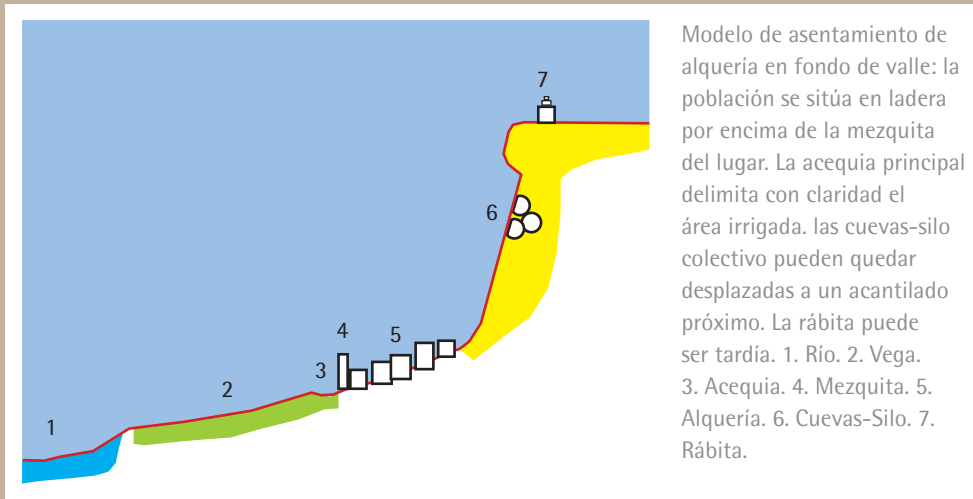 7
6
4
5
3
2
1
Modelo de asentamiento de
alquería en fondo de valle: la
población se sitúa en ladera
por encima de la mezquita
del lugar. La acequia principal
delimita con claridad el
área irrigada. las cuevas-silo
colectivo pueden quedar
desplazadas a un acantilado
próximo. La rábita puede
ser tardía. 1. Río. 2. Vega.
3. Acequia. 4. Mezquita. 5.
Alquería. 6. Cuevas-Silo. 7.
Rábita.